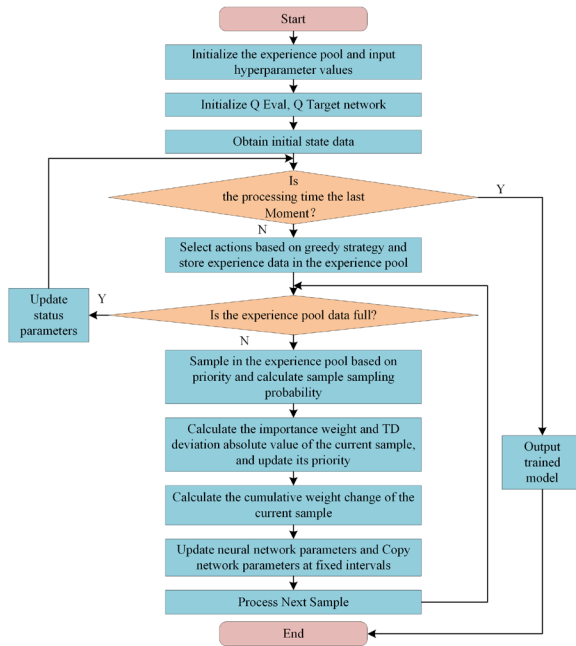 Start
Initialize the experience pool and input
hyperparameter values
Initialize Q Eval, Q Target network
Obtain initial state data
Is
the processing time the last
Moment?
Y
N
Select actions based on greedy strategy and
store experience data in the experience pool
Update
status
parameters
Y
Is the experience pool data full?
N
Sample in the experience pool based on
priority and calculate sample sampling
probability
Calculate the importance weight and TD
deviation absolute value of the current sample,
and update its priority
Output
trained
model
Calculate the cumulative weight change of the
current sample
Update neural network parameters and Copy
network parameters at fixed intervals
Process Next Sample
End